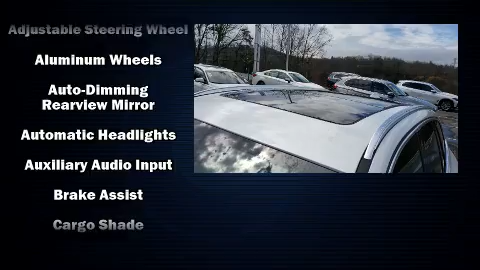 Adjustable Steering Wheel
Aluminum Wheels
Auto-Dimming
Rearview Mirror
Automatic Headlights
Auxiliary Audio Input
Brake Assist
Cargo Shade